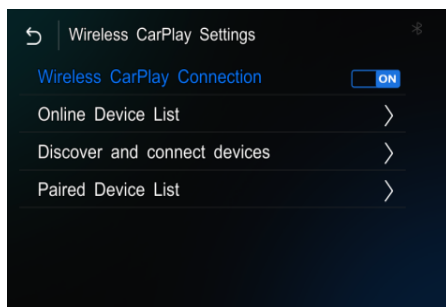 Wireless CarPlay Settings
Wireless CarPlay Connection ON
Online Device List
Discover and connect devices
Paired Device List